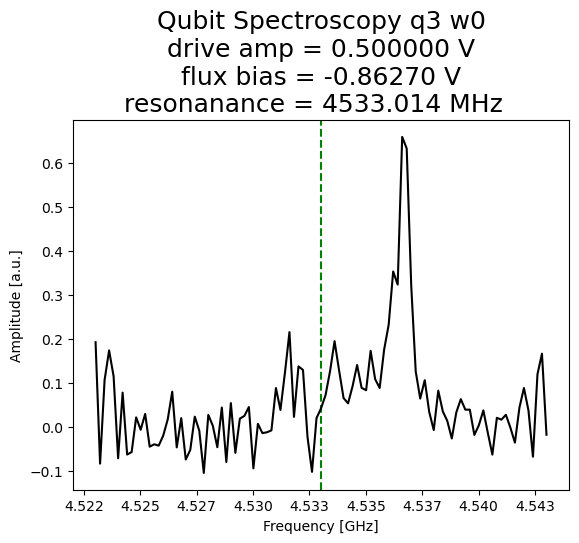 Qubit Spectroscopy q3 w0
drive amp = 0.500000 V
flux bias = -0.86270 V
resonanance = 4533.014 MHz
0.6
0.5
0.4
0.3
0.2
0.1
0.0
−0.1
Amplitude [a.u.]
4.522 4.525 4.527 4.530 4.533 4.535 4.537 4.540 4.543
Frequency [GHz]